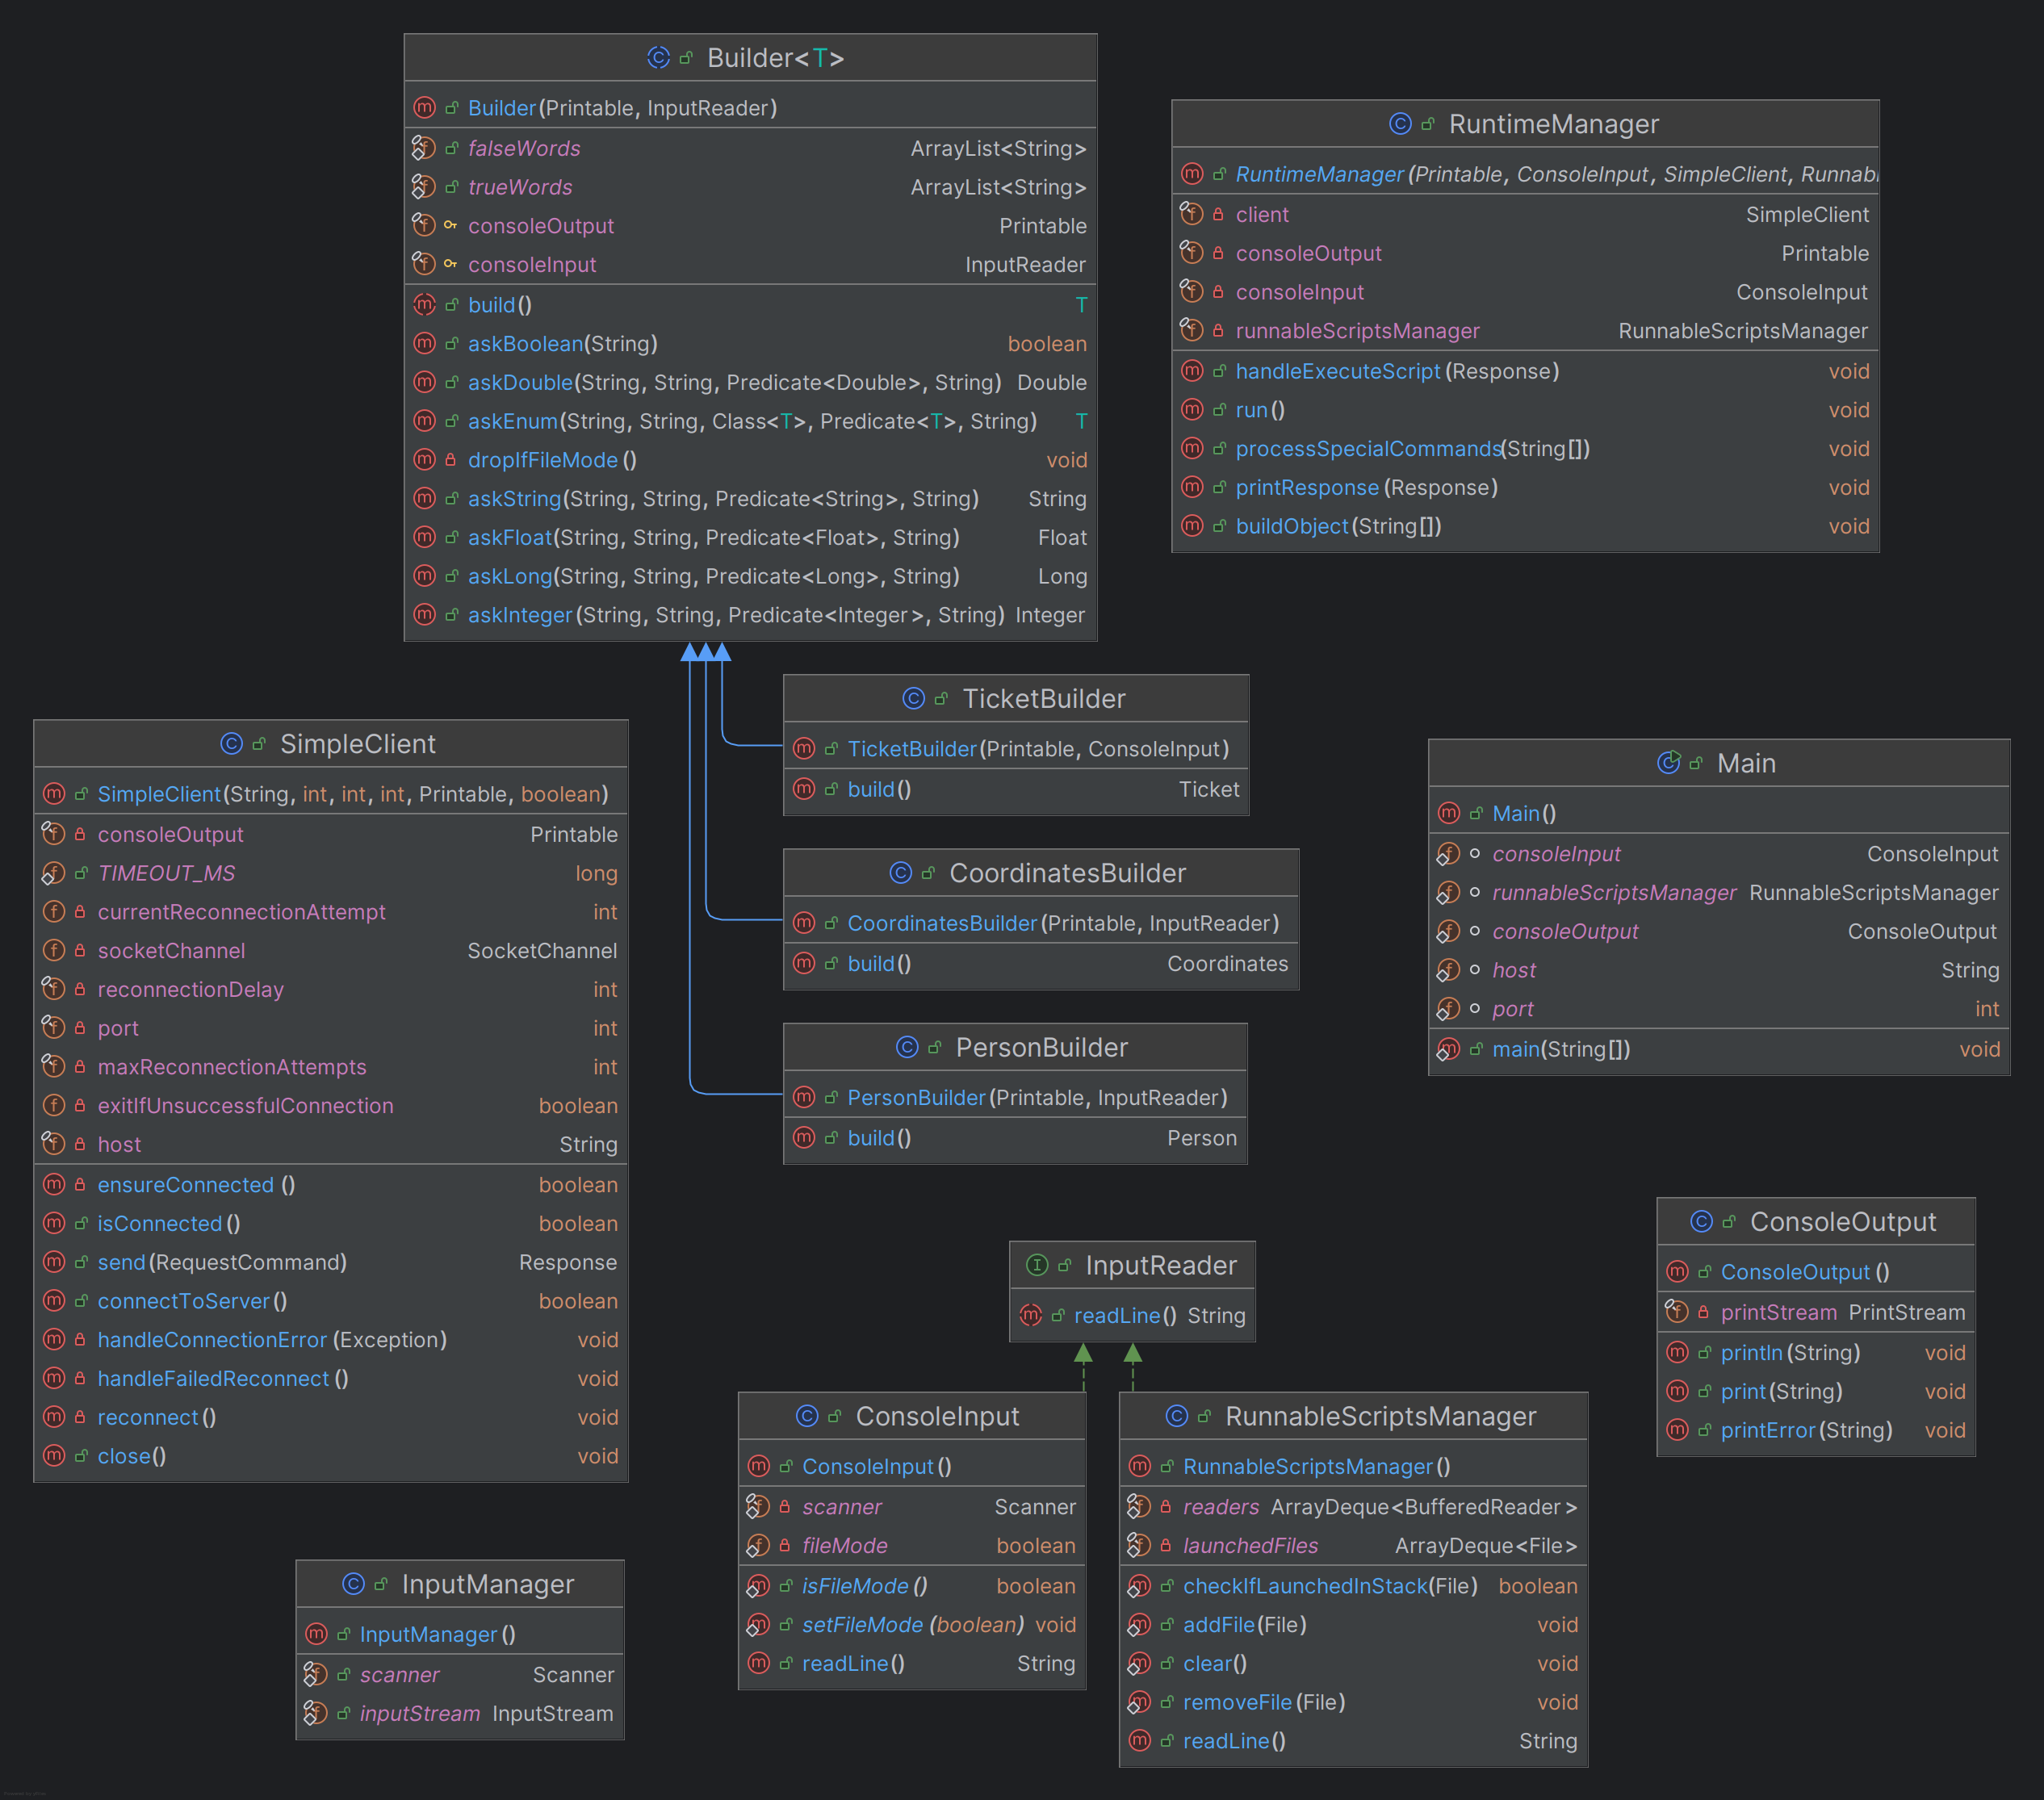 Builder<T>
Builder(Printable, InputReader)
falseWords ArrayList<String>
trueWords ArrayList<String>
consoleOutput Printable
consoleInput InputReader
build() T
askBoolean(String) boolean
askDouble(String, String, Predicate<Double>, String) Double
askEnum(String, String, Class<T>, Predicate<T>, String) T
dropIfFileMode() void
askString(String, String, Predicate<String>, String) String
askFloat(String, String, Predicate<Float>, String) Float
askLong(String, String, Predicate<Long>, String) Long
askInteger(String, String, Predicate<Integer>, String) Integer
RuntimeManager
RuntimeManager(Printable, ConsoleInput, SimpleClient, Runnabl
client SimpleClient
consoleOutput Printable
consoleInput ConsoleInput
runnableScriptsManager RunnableScriptsManager
handleExecuteScript(Response) void
run() void
processSpecialCommands(String[]) void
printResponse(Response) void
buildObject(String[]) void
TicketBuilder
TicketBuilder(Printable, ConsoleInput)
build() Ticket
SimpleClient
SimpleClient(String, int, int, int, Printable, boolean)
consoleOutput Printable
TIMEOUT_MS long
currentReconnectionAttempt int
socketChannel SocketChannel
reconnectionDelay int
port int
maxReconnectionAttempts int
exitIfUnsuccessfulConnection boolean
host String
ensureConnected() boolean
isConnected() boolean
send(RequestCommand) Response
connectToServer() boolean
handleConnectionError(Exception) void
handleFailedReconnect() void
reconnect() void
close() void
Main
Main()
consoleInput ConsoleInput
runnableScriptsManager RunnableScriptsManager
consoleOutput ConsoleOutput
host String
port int
main(String[]) void
CoordinatesBuilder
CoordinatesBuilder(Printable, InputReader)
build() Coordinates
PersonBuilder
PersonBuilder(Printable, InputReader)
build() Person
ConsoleOutput
ConsoleOutput()
printStream PrintStream
println(String) void
print(String) void
printError(String) void
InputReader
readLine() String
ConsoleInput
ConsoleInput()
scanner Scanner
fileMode boolean
isFileMode() boolean
setFileMode(boolean) void
readLine() String
RunnableScriptsManager
RunnableScriptsManager()
readers ArrayDeque<BufferedReader>
launchedFiles ArrayDeque<File>
checkIfLaunchedInStack(File) boolean
addFile(File) void
clear() void
removeFile(File) void
readLine() String
InputManager
InputManager()
scanner Scanner
inputStream InputStream